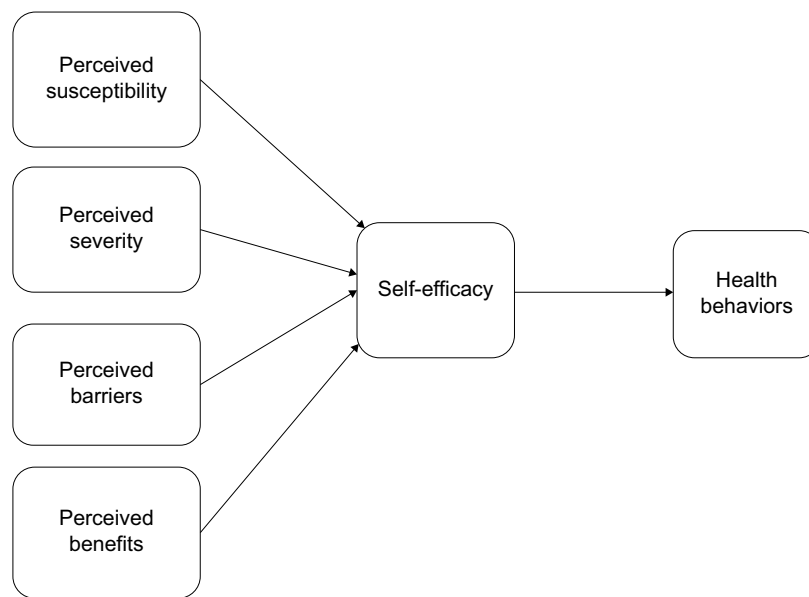 Perceived
susceptibility
Perceived
severity
Perceived
barriers
Perceived
benefits
Self-efficacy
Health
behaviors